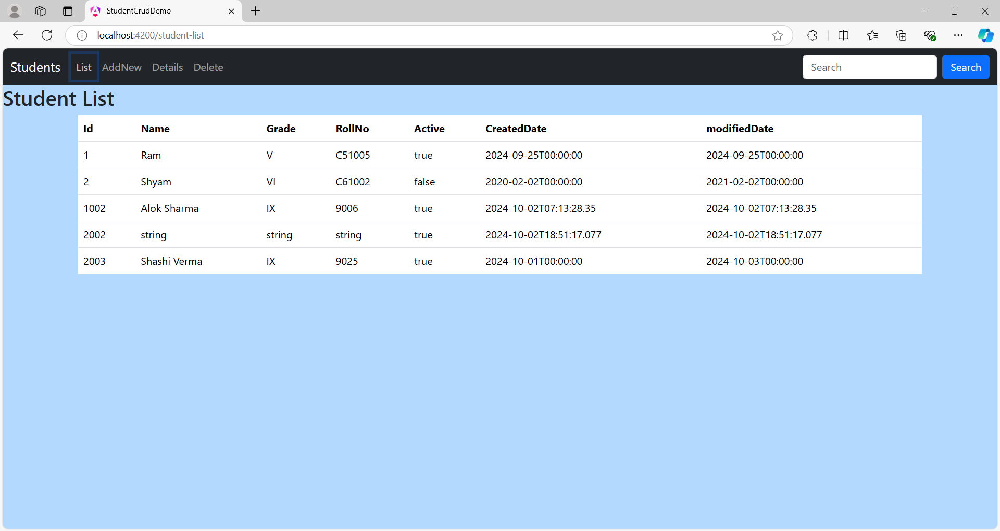 StudentCrudDemo
localhost:4200/student-list
Students List AddNew Details Delete Search Search
Student List
Id Name Grade RollNo Active CreatedDate modifiedDate
1 Ram V C51005 true 2024-09-25T00:00:00 2024-09-25T00:00:00
2 Shyam VI C61002 false 2020-02-02T00:00:00 2021-02-02T00:00:00
1002 Alok Sharma IX 9006 true 2024-10-02T07:13:28.35 2024-10-02T07:13:28.35
2002 string string string true 2024-10-02T18:51:17.077 2024-10-02T18:51:17.077
2003 Shashi Verma IX 9025 true 2024-10-01T00:00:00 2024-10-03T00:00:00